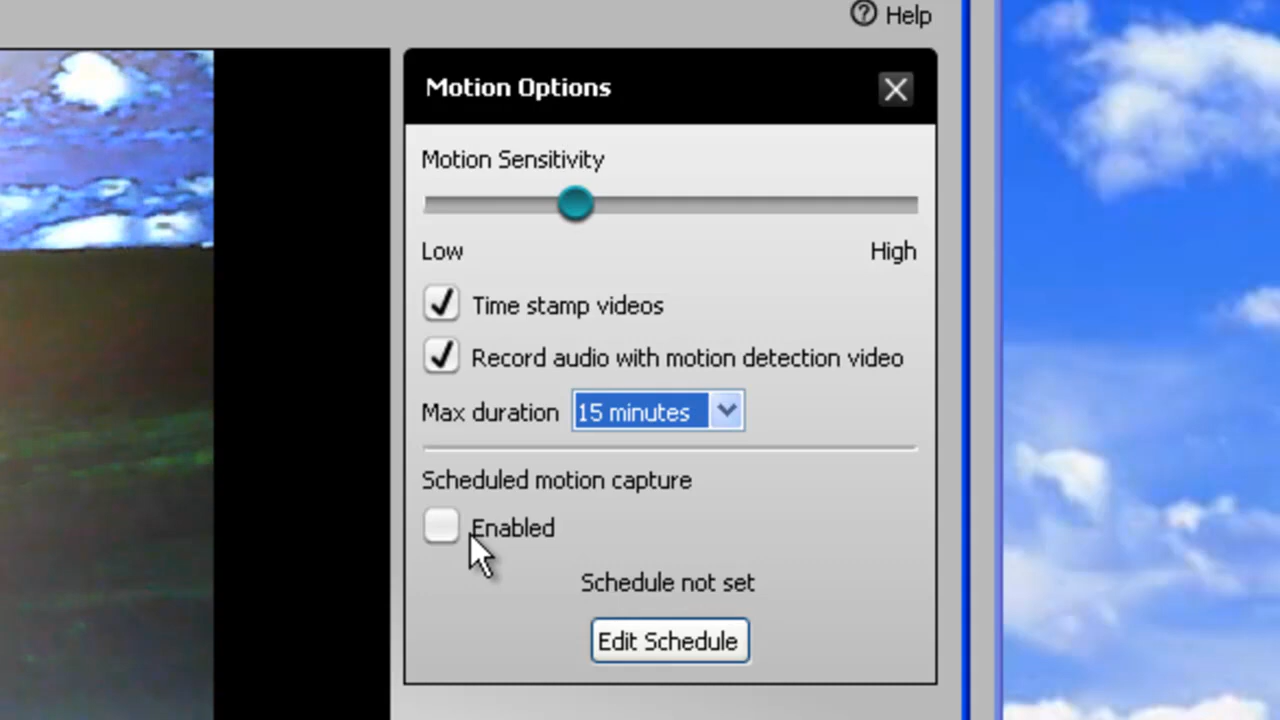 Help
Motion Options
Motion Sensitivity
Low High
Time stamp videos
Record audio with motion detection video
Max duration 15 minutes
Scheduled motion capture
Enabled
Schedule not set
Edit Schedule